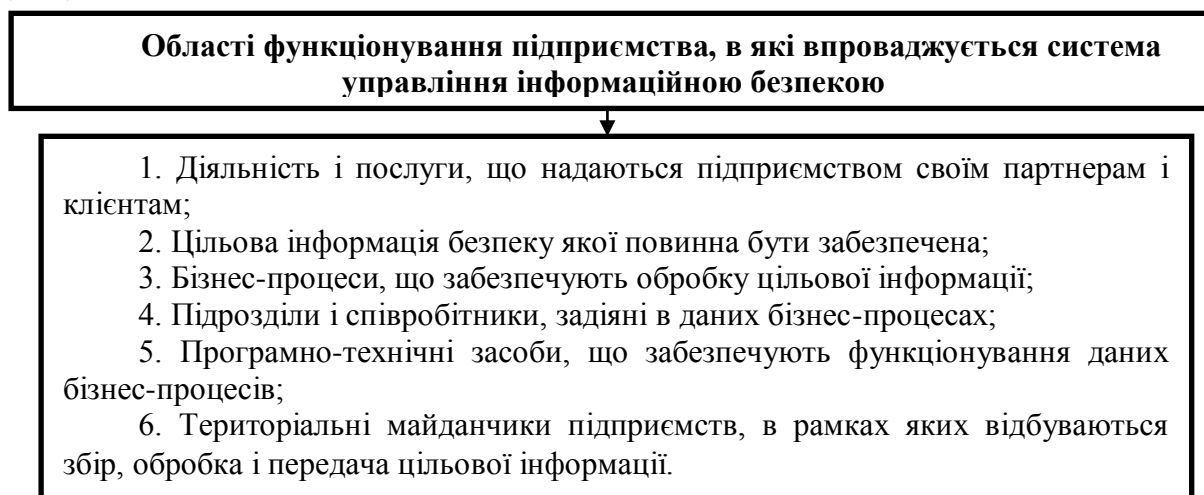 Області функціонування підприємства, в які впроваджується система
управління інформаційною безпекою
1. Діяльність і послуги, що надаються підприємством своїм партнерам і
клієнтам;
2. Цільова інформація безпеку якої повинна бути забезпечена;
3. Бізнес-процеси, що забезпечують обробку цільової інформації;
4. Підрозділи і співробітники, задіяні в даних бізнес-процесах;
5. Програмно-технічні засоби, що забезпечують функціонування даних
бізнес-процесів;
6. Територіальні майданчики підприємств, в рамках яких відбуваються
збір, обробка і передача цільової інформації.